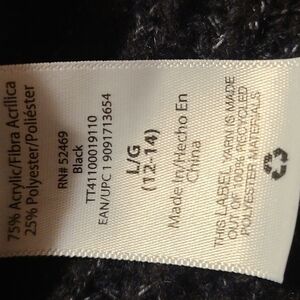 75% Acrylic/Fibra Acrílica
25% Polyester/Poliéster
RN# 52469
Black
TT41100019110
EAN/UPC 19091713654
L/G
(12-14)
Made in/Hecho En
China
THIS LABEL YARN IS MADE
OUT OF 100% RECYCLED
POLYESTER MATERIALS